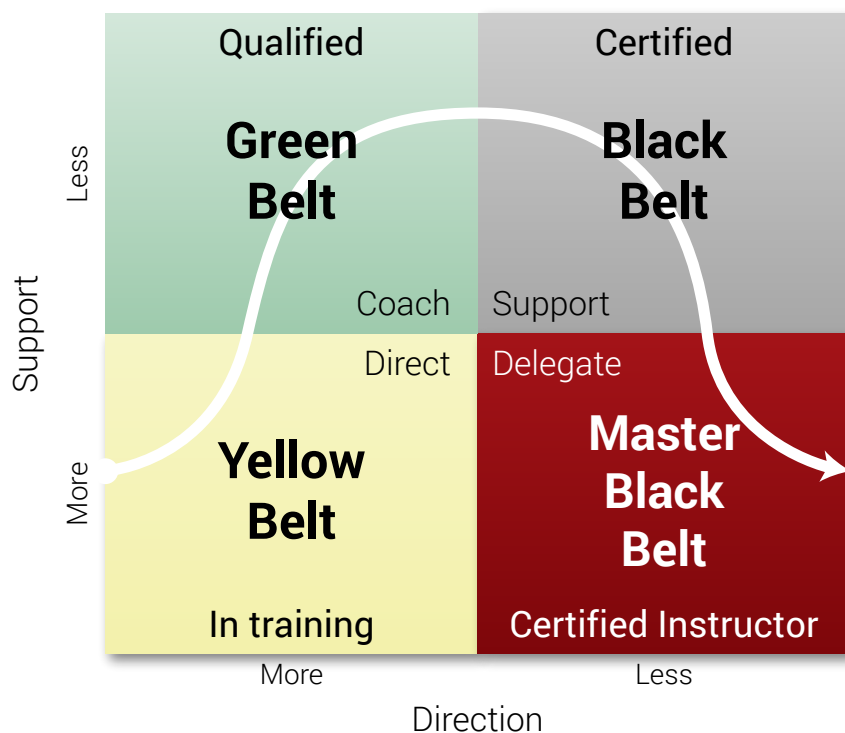 Qualified
Certified
Green
Belt
Black
Belt
Coach
Support
Less
Support
Direct
Delegate
Yellow
Belt
Master
Black
Belt
More
In training
Certified Instructor
More
Less
Direction